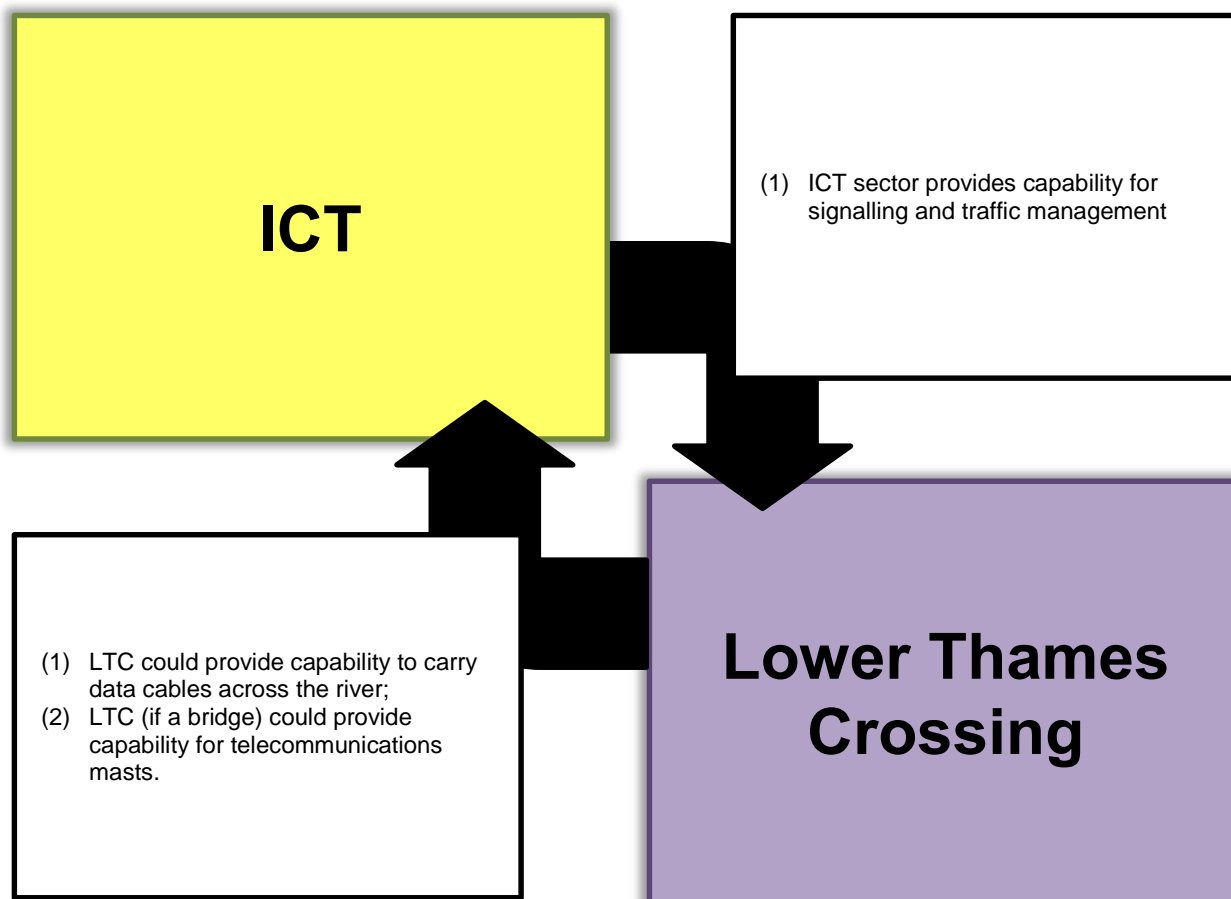 ICT
(1) ICT sector provides capability for
signalling and traffic management
(1) LTC could provide capability to carry
data cables across the river;
(2) LTC (if a bridge) could provide
capability for telecommunications
masts.
Lower Thames
Crossing